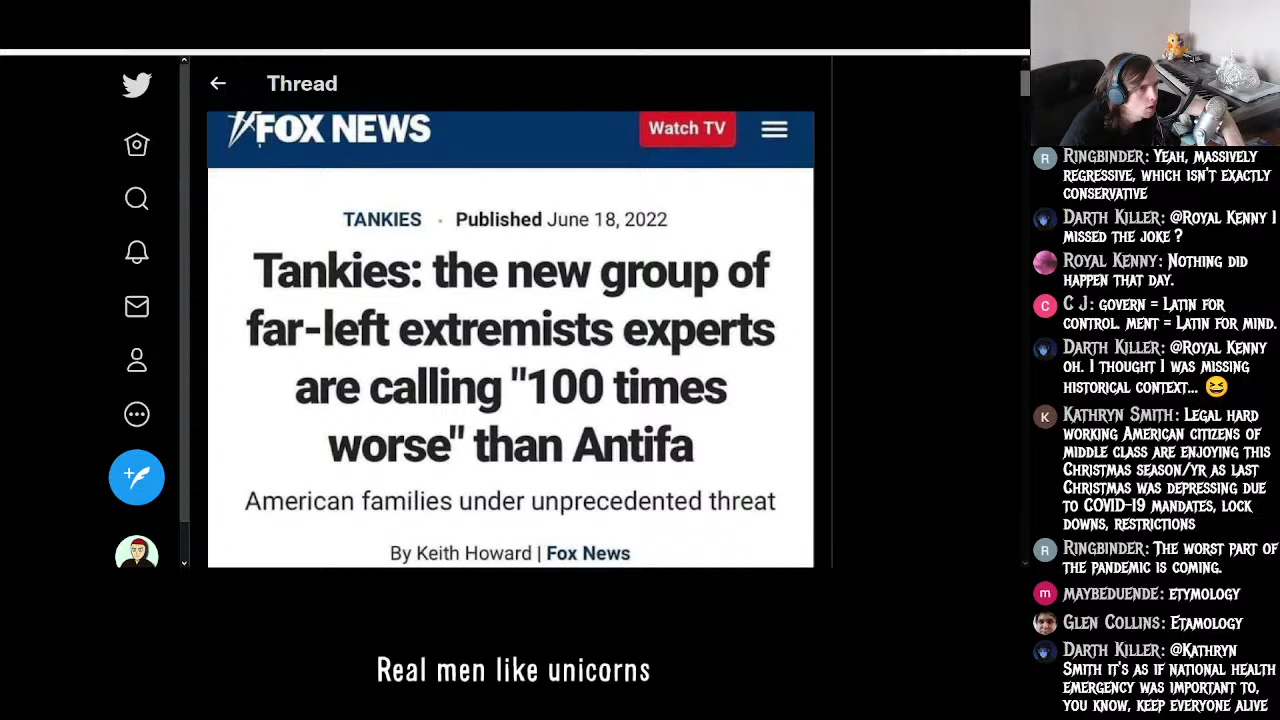 Thread
FOX NEWS
Watch TV
TANKIES · Published June 18, 2022
Tankies: the new group of
far-left extremists experts
are calling "100 times
worse" than Antifa
American families under unprecedented threat
By Keith Howard | Fox News
Real men like unicorns
R Ringbinder: Yeah, massively
regressive, which isn't exactly
conservative
Darth Killer: @Royal Kenny I
missed the joke ?
Royal Kenny: Nothing did
happen that day.
C C J: govern = Latin for
control. ment = Latin for mind.
Darth Killer: @Royal Kenny
oh. I thought I was missing
historical context... 😆
K Kathryn Smith: Legal hard
working American citizens of
middle class are enjoying this
Christmas season/yr as last
Christmas was depressing due
to COVID-19 mandates, lock
downs, restrictions
R Ringbinder: The worst part of
the pandemic is coming.
m maybeduende: etymology
Glen Collins: Etamology
Darth Killer: @Kathryn
Smith it's as if national health
emergency was important to,
you know, keep everyone alive